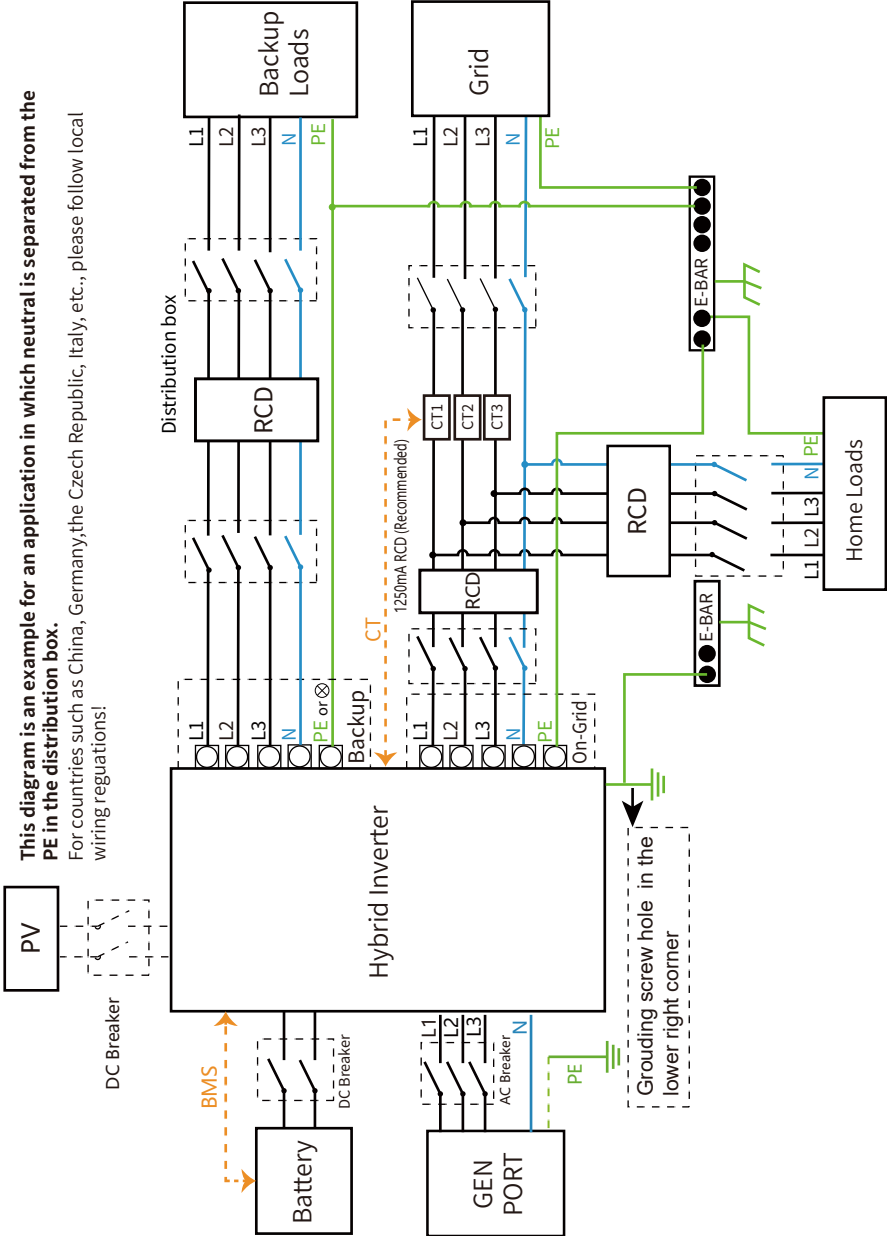 This diagram is an example for an application in which neutral is separated from the
PE in the distribution box.
For countries such as China, Germany,the Czech Republic, Italy, etc., please follow local
wiring reguations!
PV
DC Breaker
BMS
Battery
DC Breaker
Hybrid Inverter
L1
L2
L3
N
PE or
Backup
Distribution box
RCD
L1
L2
L3
N
PE
Backup
Loads
CT
1250mA RCD (Recommended)
L1
L2
L3
N
PE
On-Grid
RCD
CT1
CT2
CT3
L1
L2
L3
N
PE
Grid
GEN
PORT
AC Breaker
L1
L2
L3
N
PE
Grouding screw hole in the
lower right corner
E-BAR
E-BAR
RCD
L1
L2
L3
N
PE
Home Loads